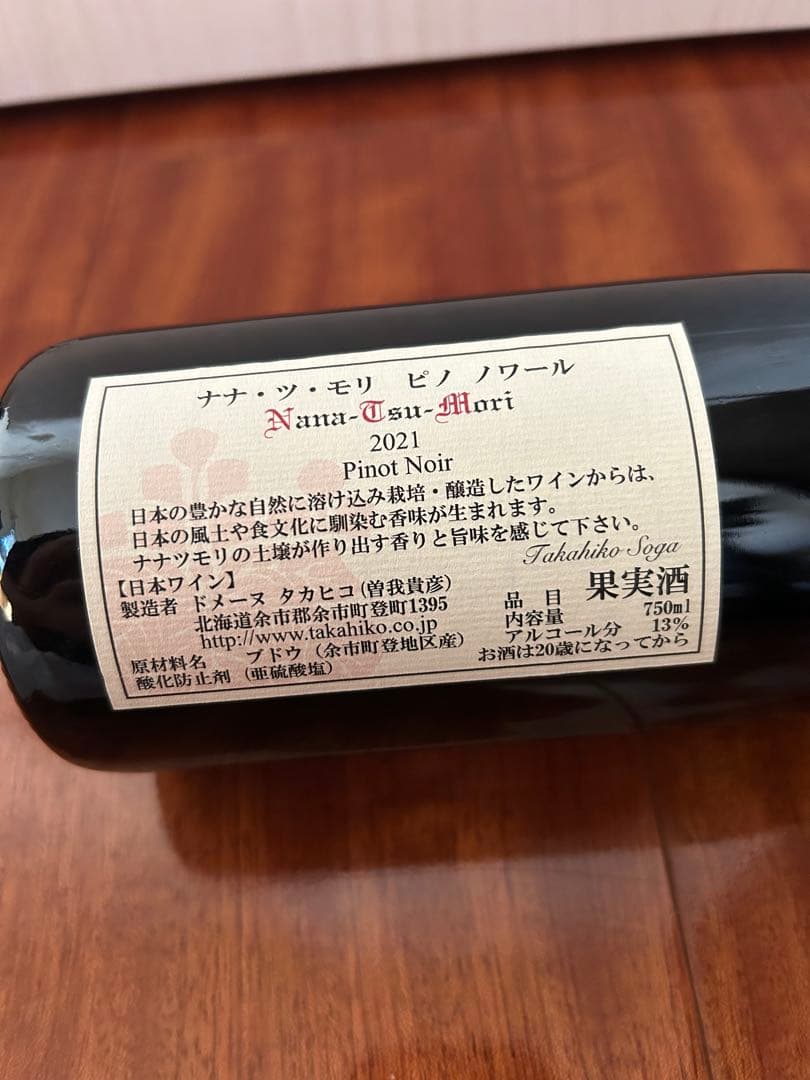 ナナ・ツ・モリ ピノ ノワール
Nana-Tsu-Mori
2021
Pinot Noir
日本の豊かな自然に溶け込み栽培・醸造したワインからは、
日本の風土や食文化に馴染む香味が生まれます。
ナナツモリの土壌が作り出す香りと旨味を感じて下さい。
Takahiko Soga
【日本ワイン】
製造者 ドメーヌ タカヒコ(曽我貴彦)
北海道余市郡余市町登町1395
http://www.takahiko.co.jp
原材料名 ブドウ(余市町登地区産)
酸化防止剤(亜硫酸塩)
品目 果実酒
内容量 750ml
アルコール分 13%
お酒は20歳になってから